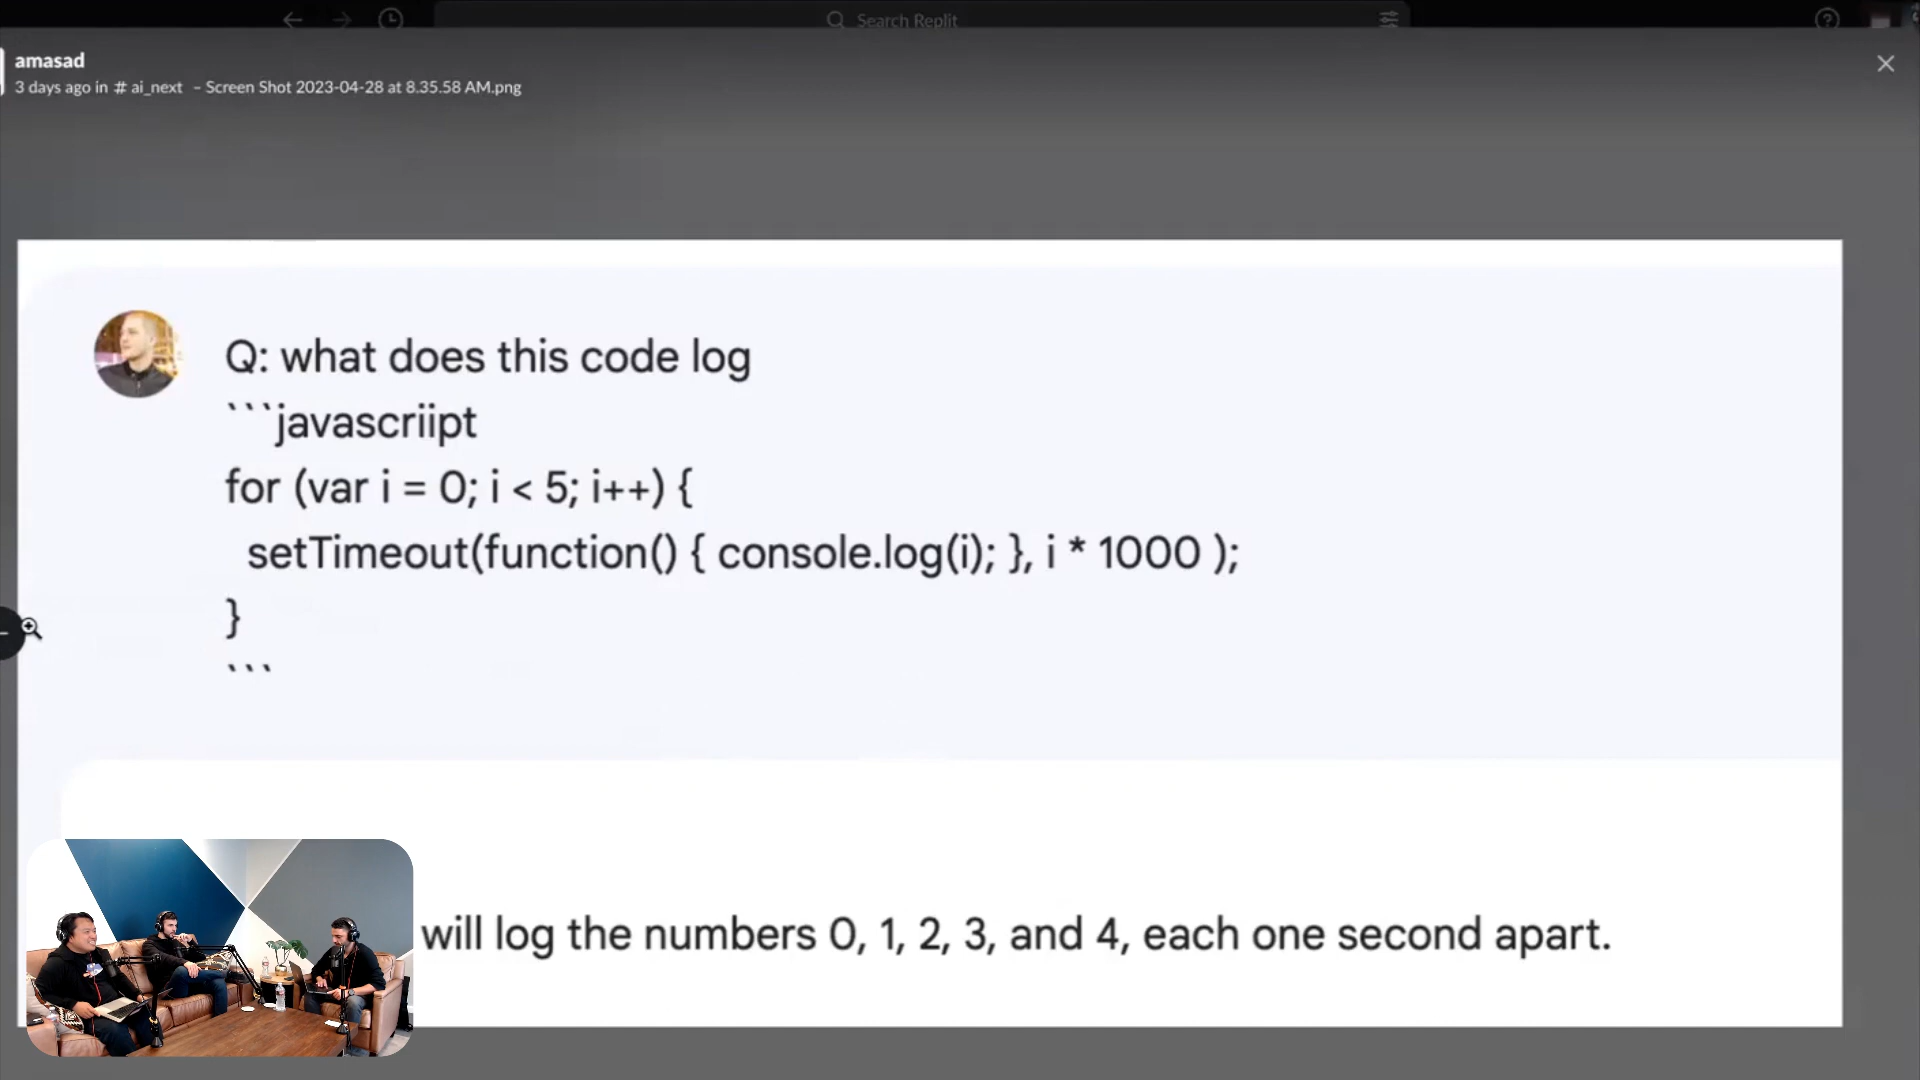 Search Replit
amasad
3 days ago in # ai_next – Screen Shot 2023-04-28 at 8.35.58 AM.png
Q: what does this code log
```javascriipt
for (var i = 0; i < 5; i++) {
setTimeout(function() { console.log(i); }, i * 1000 );
}
```
will log the numbers 0, 1, 2, 3, and 4, each one second apart.